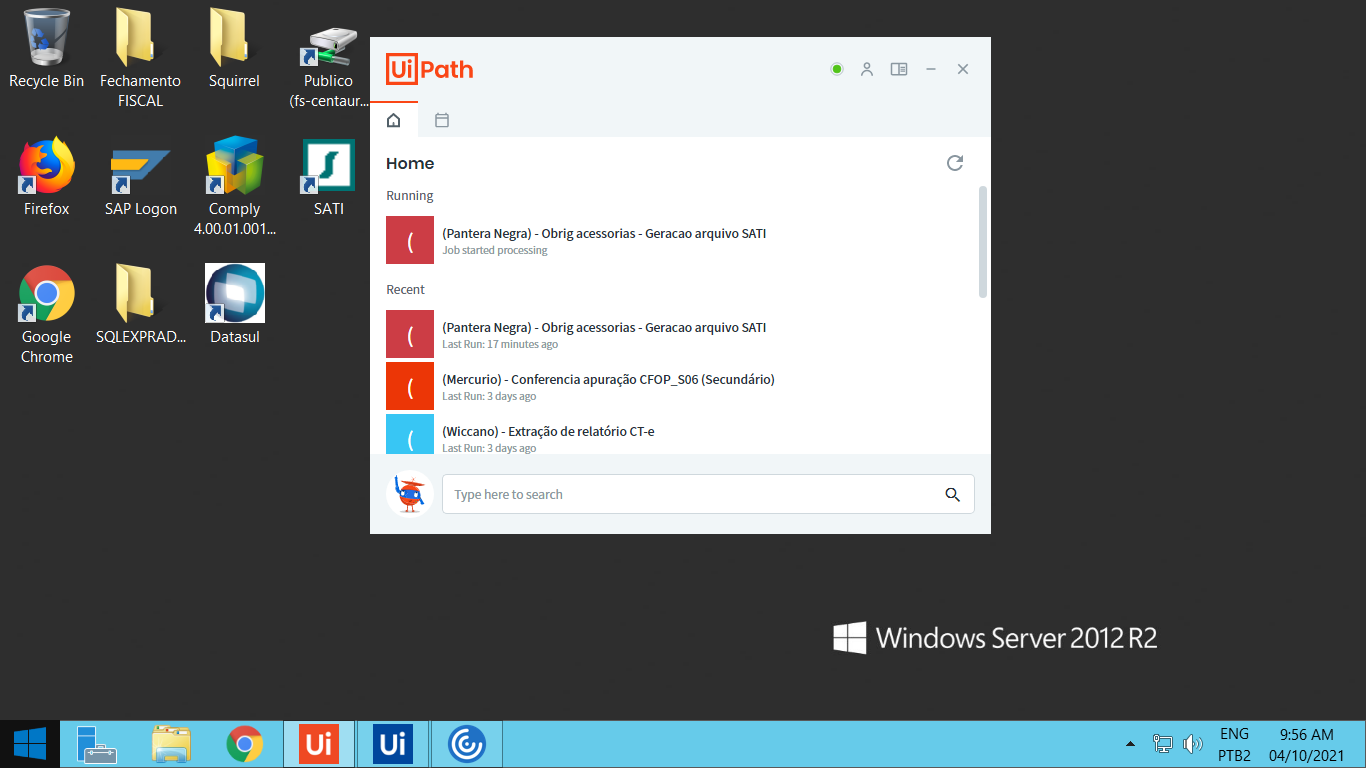 Recycle Bin
Fechamento
FISCAL
Squirrel
Publico
(fs-centaur...
Firefox
SAP Logon
Comply
4.00.01.001...
SATI
Google
Chrome
SQLEXPRAD...
Datasul
UiPath
Home
Running
(
(Pantera Negra) - Obrig acessorias - Geracao arquivo SATI
Job started processing
Recent
(
(Pantera Negra) - Obrig acessorias - Geracao arquivo SATI
Last Run: 17 minutes ago
(
(Mercurio) - Conferencia apuração CFOP_S06 (Secundário)
Last Run: 3 days ago
(
(Wiccano) - Extração de relatório CT-e
Last Run: 3 days ago
Type here to search
Windows Server 2012 R2
Ui
Ui
ENG
PTB2
9:56 AM
04/10/2021